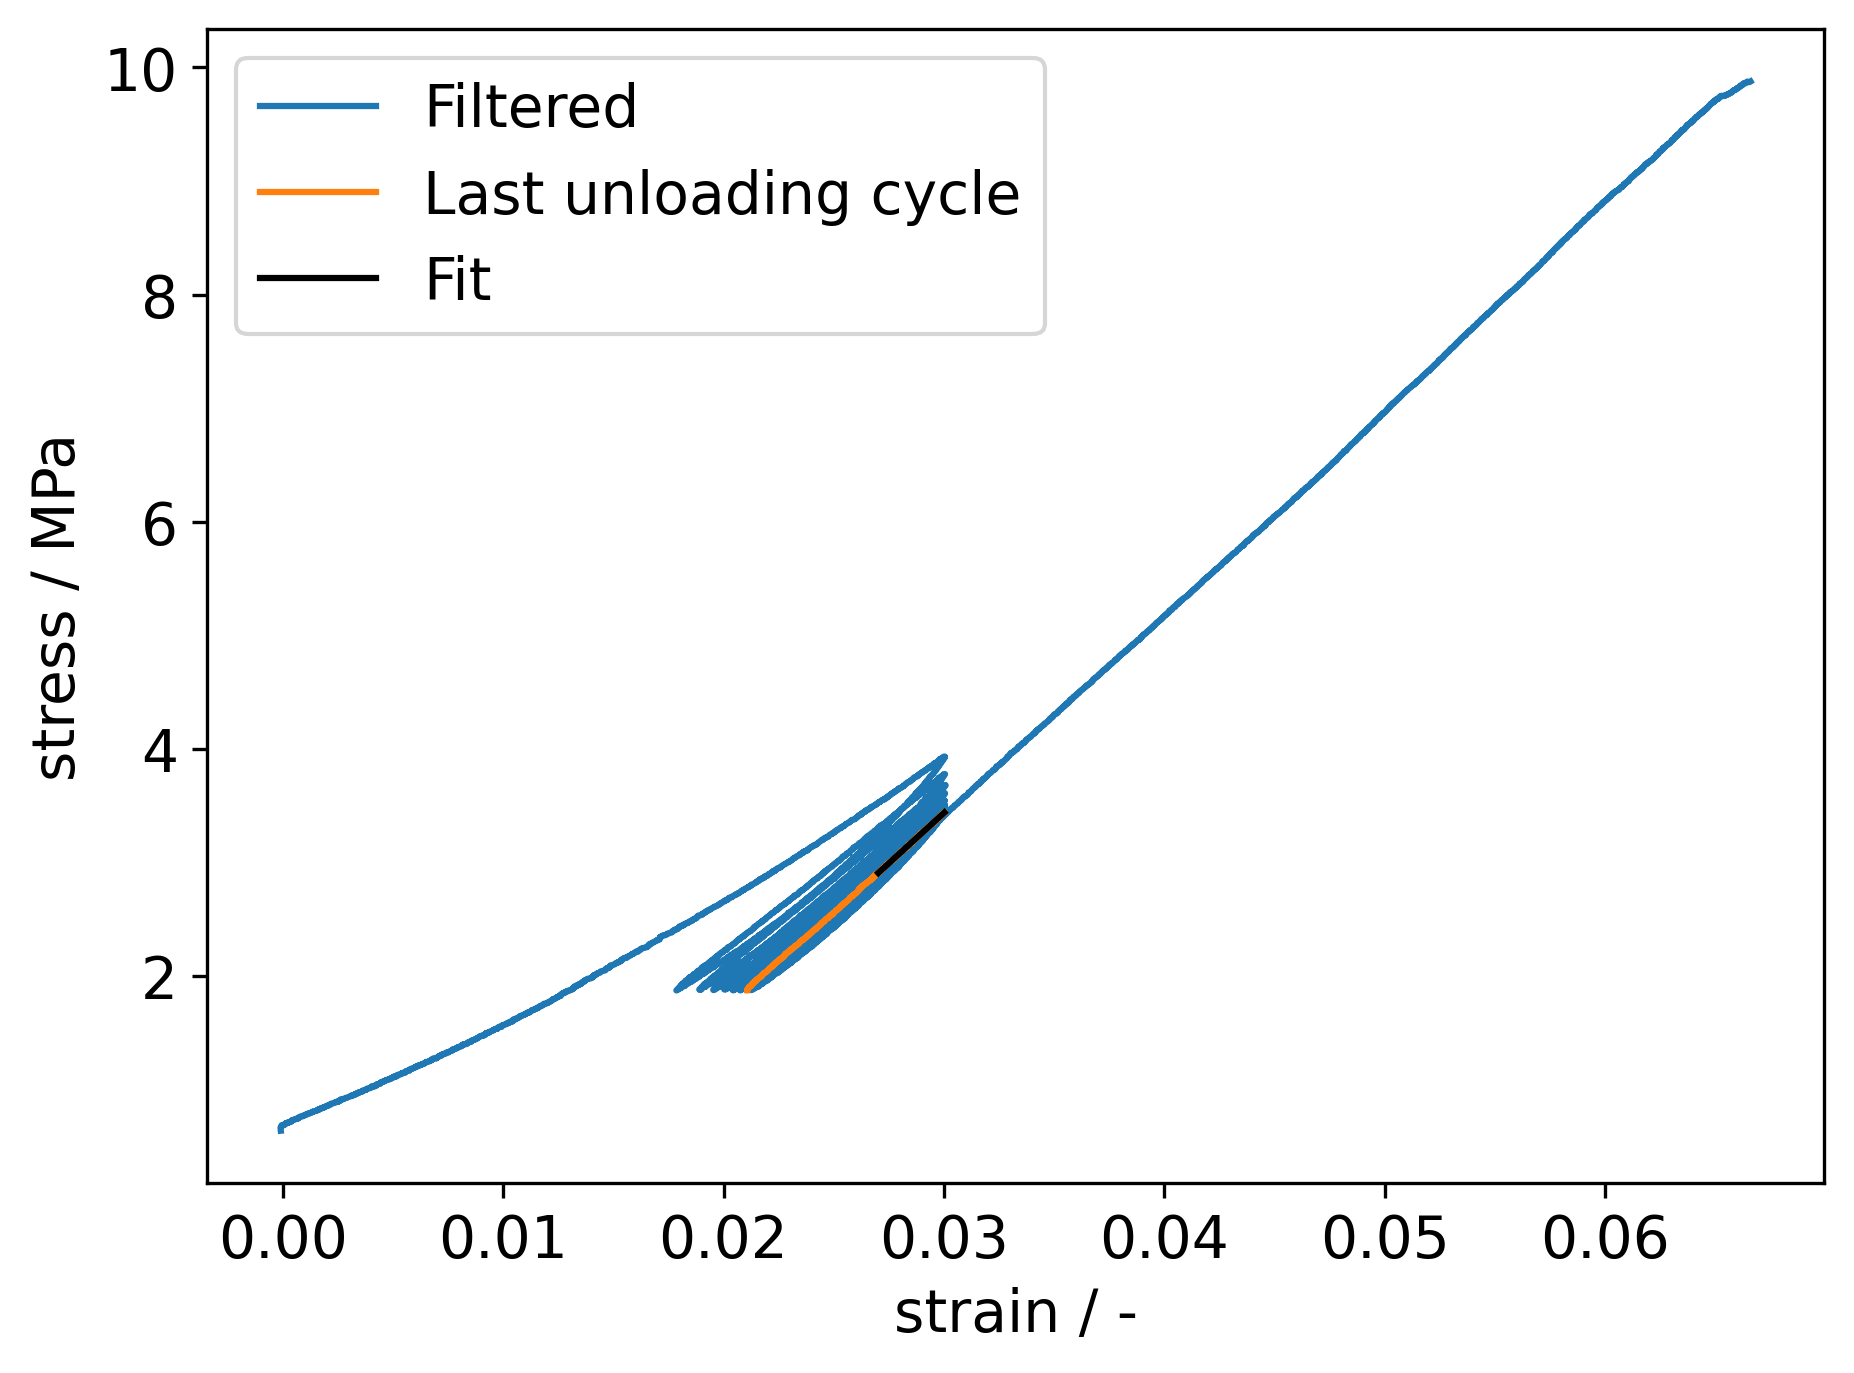 10
8
6
4
2
stress / MPa
Filtered
Last unloading cycle
Fit
0.00 0.01 0.02 0.03 0.04 0.05 0.06
strain / -